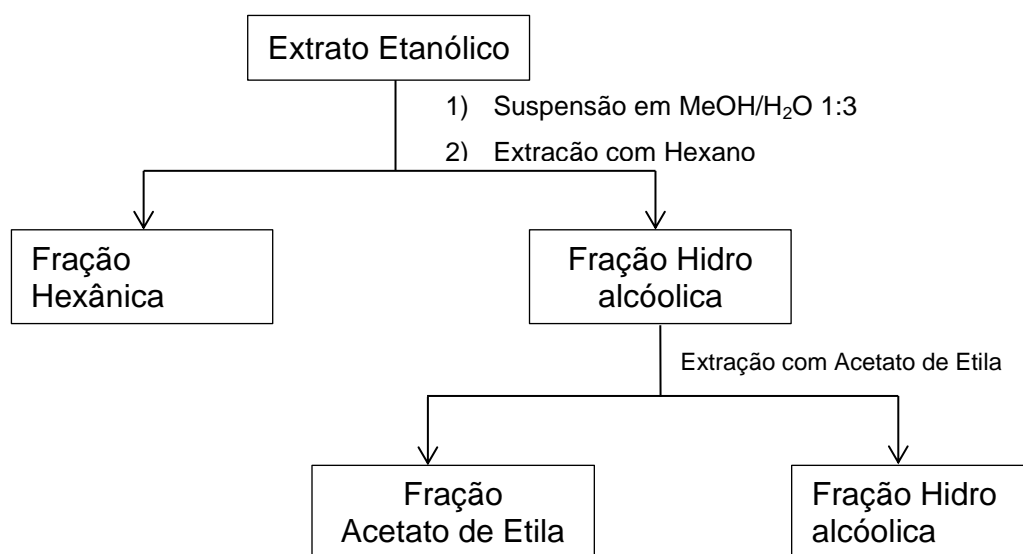 Extrato Etanólico
1) Suspensão em MeOH/H₂O 1:3
2) Extração com Hexano
Fração
Hexânica
Fração Hidro
alcóolica
Extração com Acetato de Etila
Fração
Acetato de Etila
Fração Hidro
alcóolica